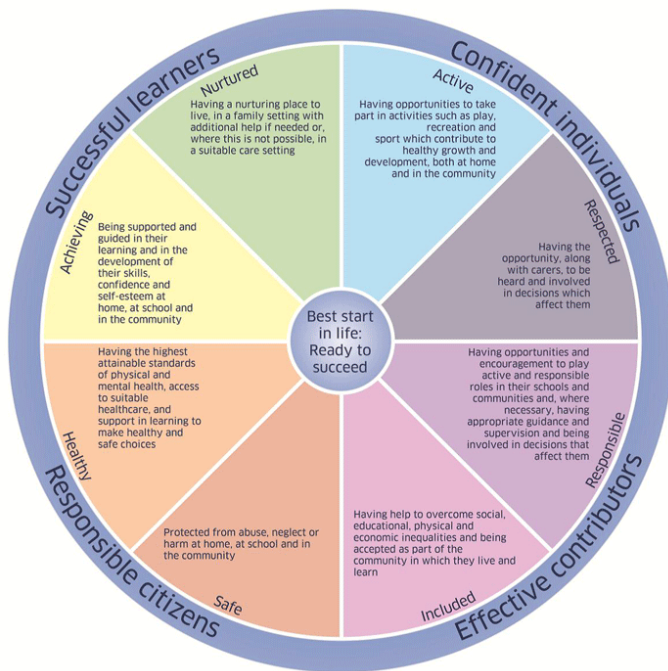 Successful learners
Confident individuals
Nurtured
Having a nurturing place to
live, in a family setting with
additional help if needed or,
where this is not possible, in
a suitable care setting
Active
Having opportunities to take
part in activities such as play,
recreation and
sport which contribute to
healthy growth and
development, both at home
and in the community
Achieving
Being supported and
guided in their
learning and in the
development of
their skills,
confidence and
self-esteem at
home, at school and
in the community
Respected
Having the
opportunity, along
with carers, to be
heard and involved
in decisions which
affect them
Best start
in life:
Ready to
succeed
Healthy
Having the highest
attainable standards
of physical and
mental health, access
to suitable
healthcare, and
support in learning to
make healthy and
safe choices
Responsible
Having opportunities and
encouragement to play
active and responsible
roles in their schools and
communities and, where
necessary, having
appropriate guidance and
supervision and being
involved in decisions that
affect them
Safe
Protected from abuse, neglect or
harm at home, at school and in
the community
Included
Having help to overcome social,
educational, physical and
economic inequalities and being
accepted as part of the
community in which they live and
learn
Responsible citizens
Effective contributors